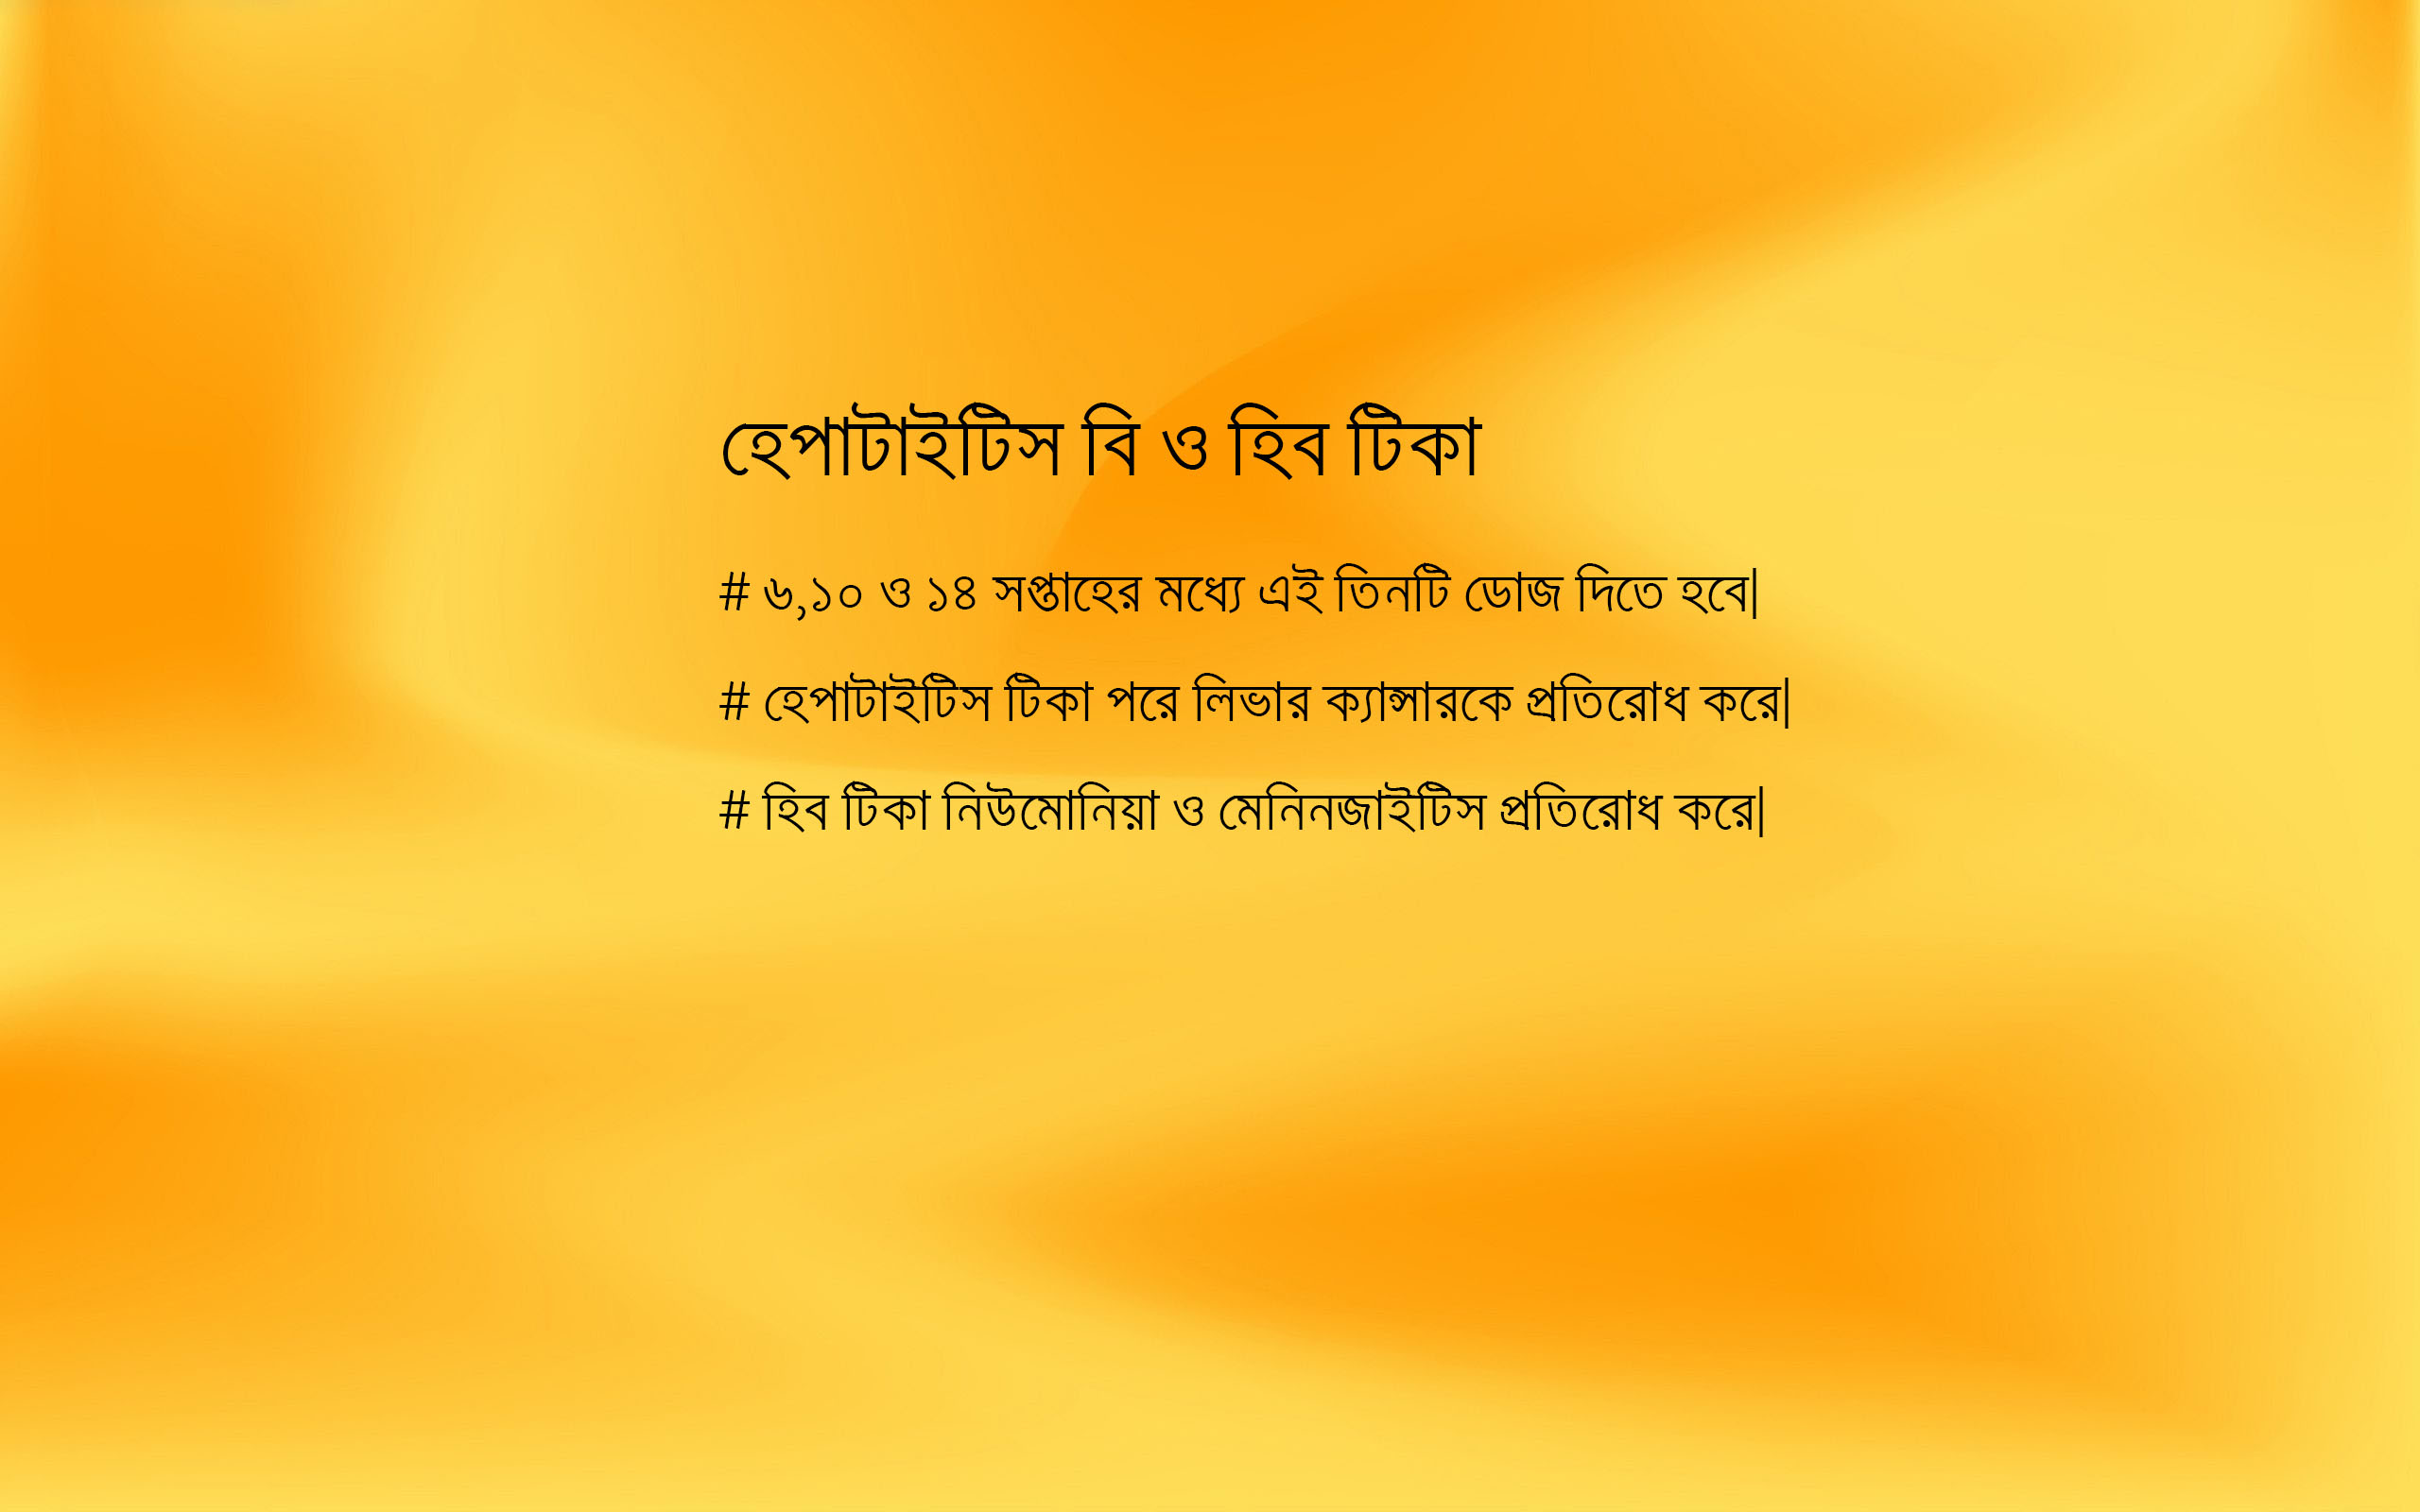 হেপাটাইটিস বি ও হিব টিকা
# ৬,১০ ও ১৪ সপ্তাহের মধ্যে এই তিনটি ডোজ দিতে হবে|
# হেপাটাইটিস টিকা পরে লিভার ক্যান্সারকে প্রতিরোধ করে|
# হিব টিকা নিউমোনিয়া ও মেনিনজাইটিস প্রতিরোধ করে|